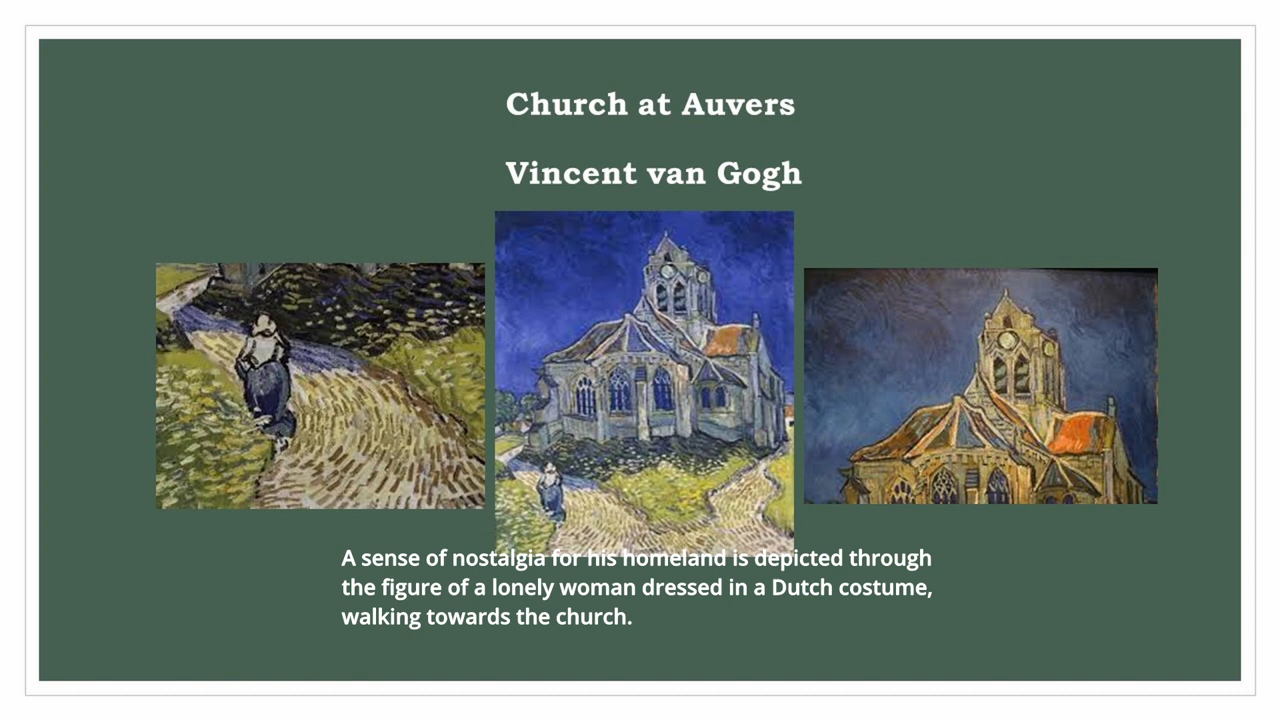 Church at Auvers
Vincent van Gogh
A sense of nostalgia for his homeland is depicted through
the figure of a lonely woman dressed in a Dutch costume,
walking towards the church.